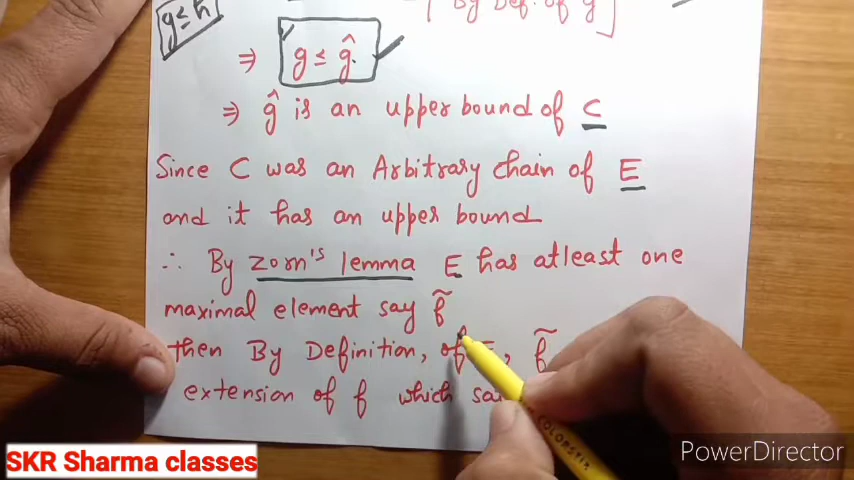 g ≤ h
[By Def. of g]
⇒ g ≤ ĝ.
⇒ ĝ is an upper bound of C
Since C was an Arbitrary chain of E
and it has an upper bound
∴ By Zorn's lemma E has atleast one
maximal element say f̃
then By Definition, of E, f̃
extension of f which
SKR Sharma classes
PowerDirector